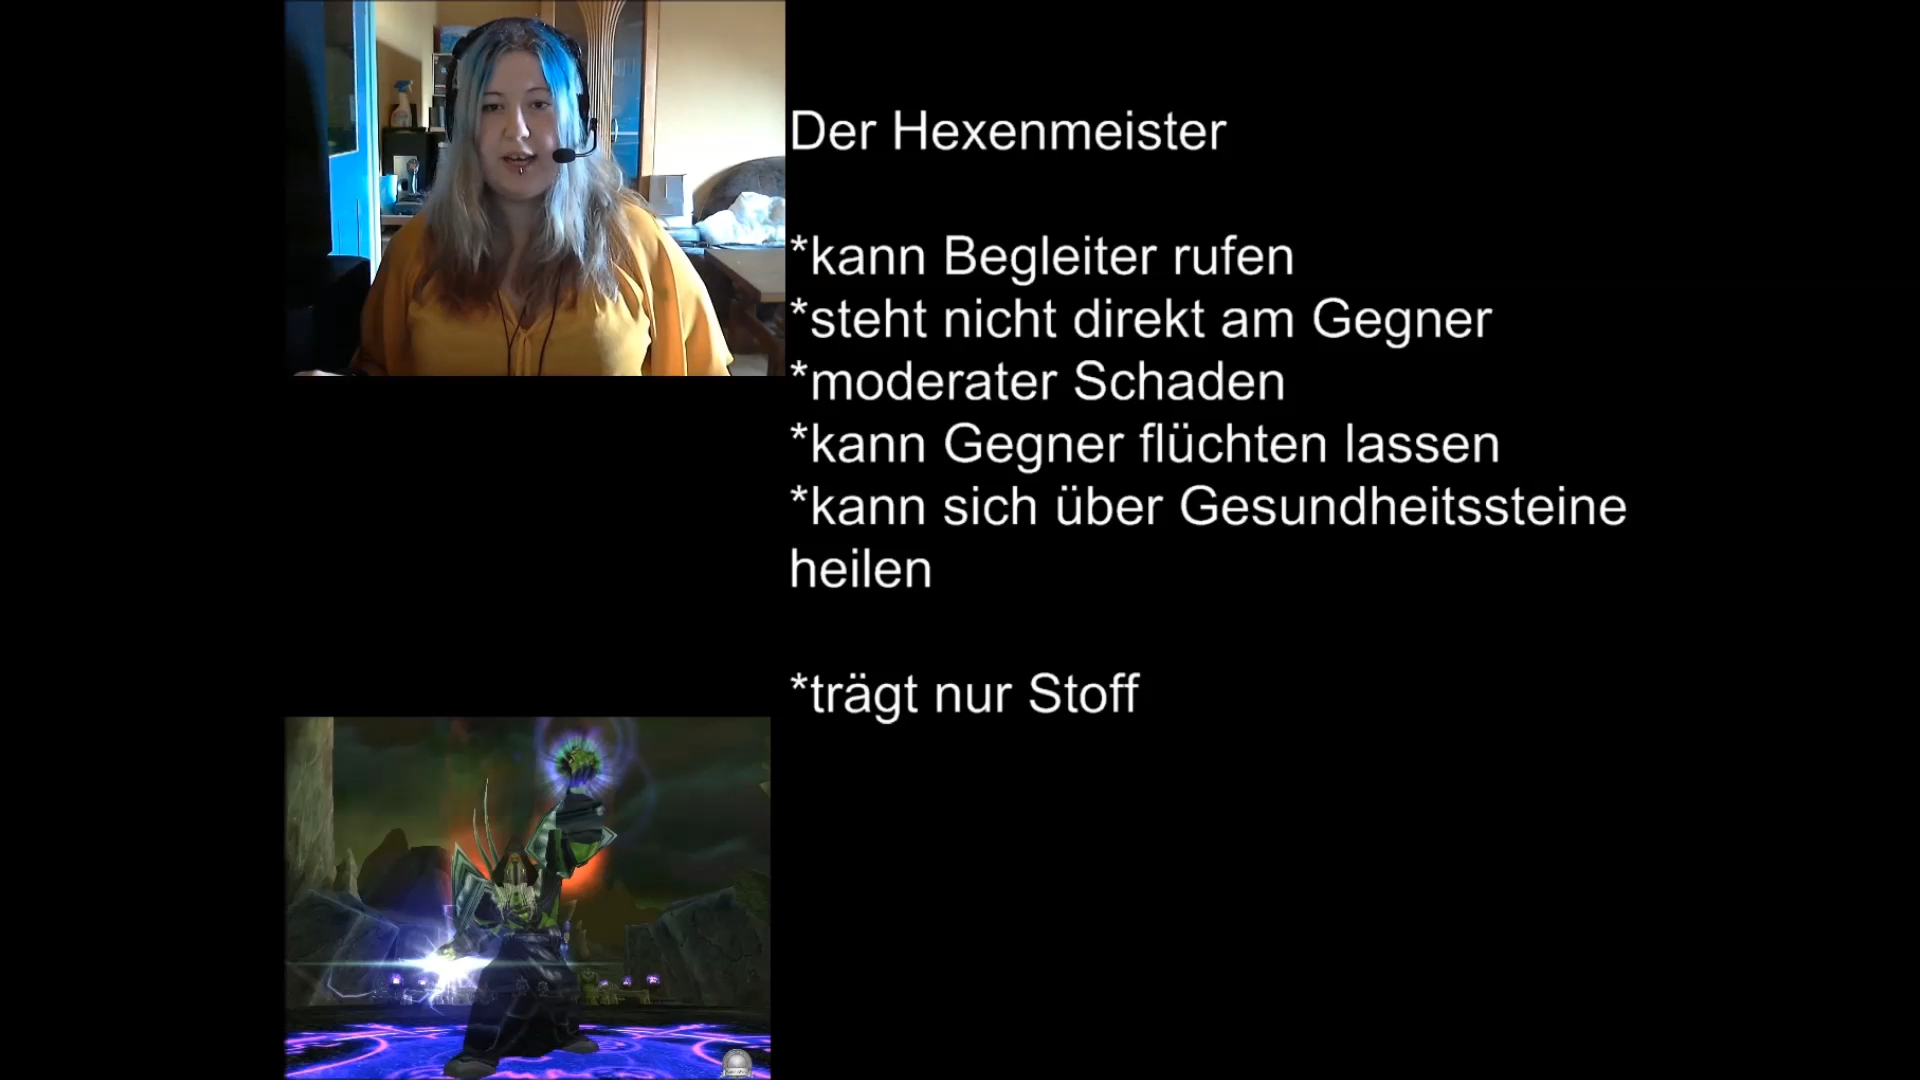 Der Hexenmeister
*kann Begleiter rufen
*steht nicht direkt am Gegner
*moderater Schaden
*kann Gegner flüchten lassen
*kann sich über Gesundheitssteine
heilen
*trägt nur Stoff